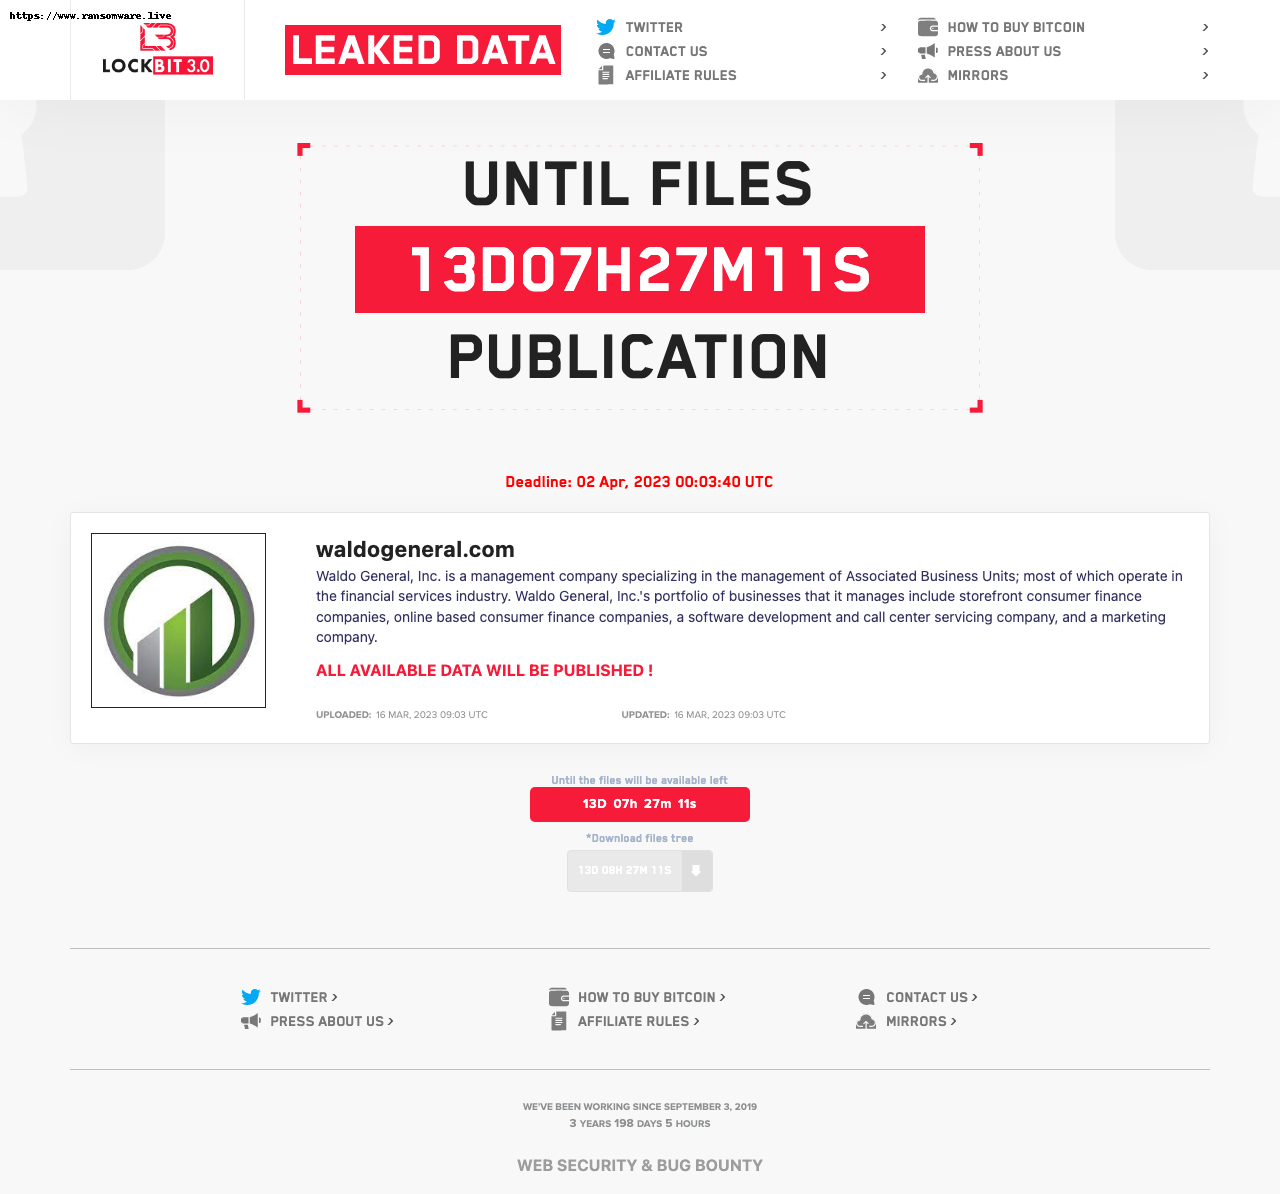 https://www.ransomware.live
LOCKBIT 3.0
LEAKED DATA
TWITTER >
CONTACT US >
AFFILIATE RULES >
HOW TO BUY BITCOIN >
PRESS ABOUT US >
MIRRORS >
UNTIL FILES
13D07H27M11S
PUBLICATION
Deadline: 02 Apr, 2023 00:03:40 UTC
waldogeneral.com
Waldo General, Inc. is a management company specializing in the management of Associated Business Units; most of which operate in
the financial services industry. Waldo General, Inc.'s portfolio of businesses that it manages include storefront consumer finance
companies, online based consumer finance companies, a software development and call center servicing company, and a marketing
company.
ALL AVAILABLE DATA WILL BE PUBLISHED !
UPLOADED: 16 MAR, 2023 09:03 UTC UPDATED: 16 MAR, 2023 09:03 UTC
Until the files will be available left
13D 07h 27m 11s
*Download files tree
13D 08H 27M 11S
TWITTER > HOW TO BUY BITCOIN > CONTACT US >
PRESS ABOUT US > AFFILIATE RULES > MIRRORS >
WE'VE BEEN WORKING SINCE SEPTEMBER 3, 2019
3 YEARS 198 DAYS 5 HOURS
WEB SECURITY & BUG BOUNTY